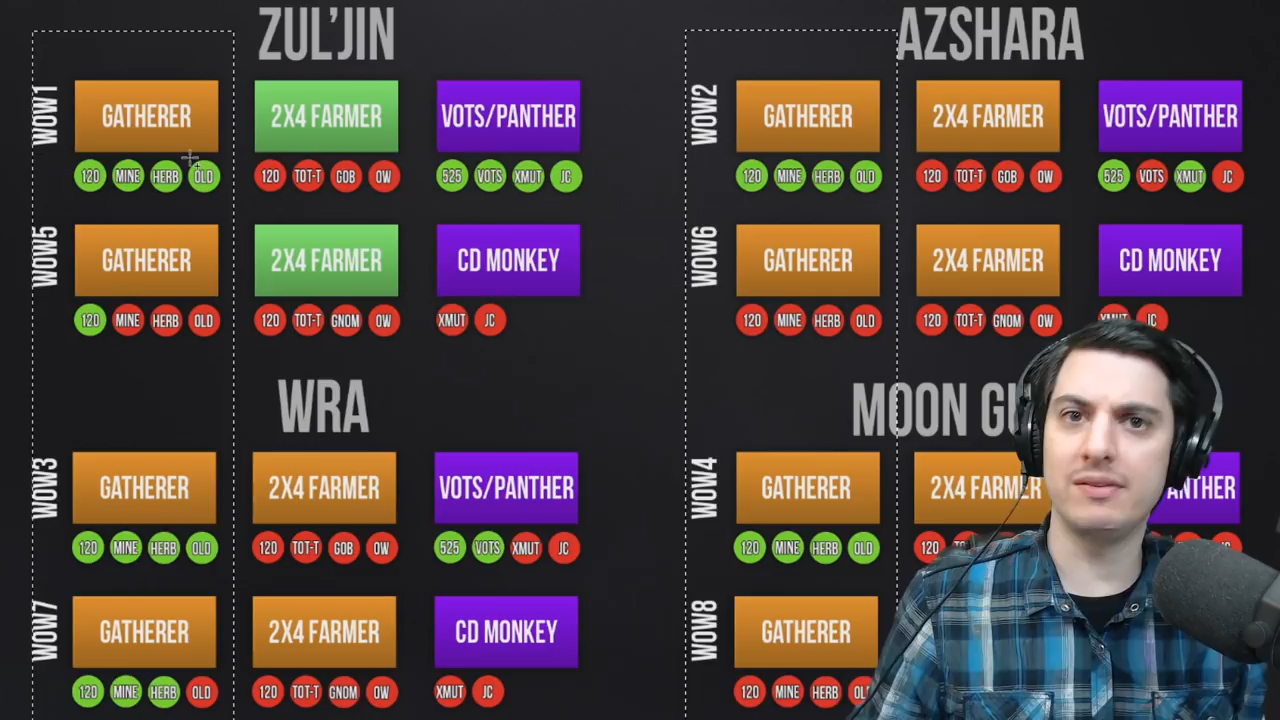 ZUL'JIN
WOW1
GATHERER
2X4 FARMER
VOTS/PANTHER
120 MINE HERB OLD
120 TOT-T GOB OW
525 VOTS XMUT JC
WOW5
GATHERER
2X4 FARMER
CD MONKEY
120 MINE HERB OLD
120 TOT-T GNOM OW
XMUT JC
AZSHARA
WOW2
GATHERER
2X4 FARMER
VOTS/PANTHER
120 MINE HERB OLD
120 TOT-T GOB OW
525 VOTS XMUT JC
WOW6
GATHERER
2X4 FARMER
CD MONKEY
120 MINE HERB OLD
120 TOT-T GNOM OW
XMUT JC
WRA
WOW3
GATHERER
2X4 FARMER
VOTS/PANTHER
120 MINE HERB OLD
120 TOT-T GOB OW
525 VOTS XMUT JC
WOW7
GATHERER
2X4 FARMER
CD MONKEY
120 MINE HERB OLD
120 TOT-T GNOM OW
XMUT JC
MOON GU
WOW4
GATHERER
2X4 FARMER
ANTHER
120 MINE HERB OLD
120
WOW8
GATHERER
120 MINE HERB